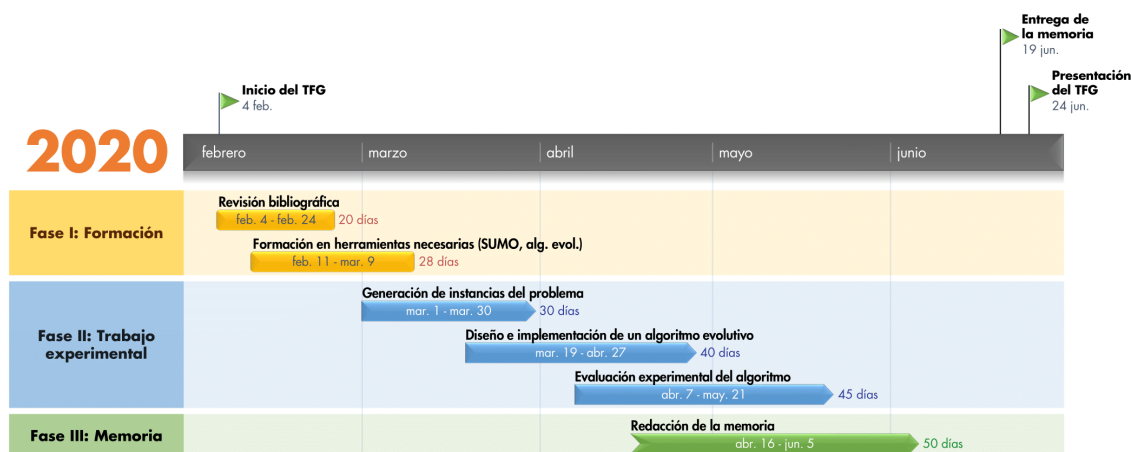 Entrega de
la memoria
19 jun.
Presentación
del TFG
24 jun.
Inicio del TFG
4 feb.
2020
febrero
marzo
abril
mayo
junio
Fase I: Formación
Revisión bibliográfica
feb. 4 - feb. 24
20 días
Formación en herramientas necesarias (SUMO, alg. evol.)
feb. 11 - mar. 9
28 días
Fase II: Trabajo
experimental
Generación de instancias del problema
mar. 1 - mar. 30
30 días
Diseño e implementación de un algoritmo evolutivo
mar. 19 - abr. 27
40 días
Evaluación experimental del algoritmo
abr. 7 - may. 21
45 días
Fase III: Memoria
Redacción de la memoria
abr. 16 - jun. 5
50 días